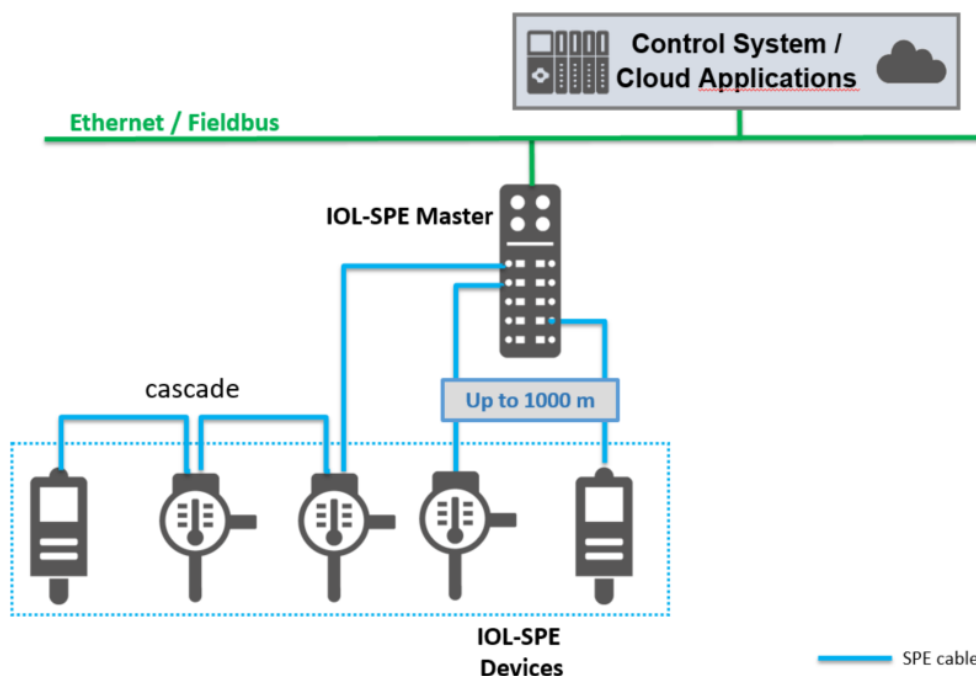 Control System /
Cloud Applications
Ethernet / Fieldbus
IOL-SPE Master
cascade
Up to 1000 m
IOL-SPE
Devices
SPE cable